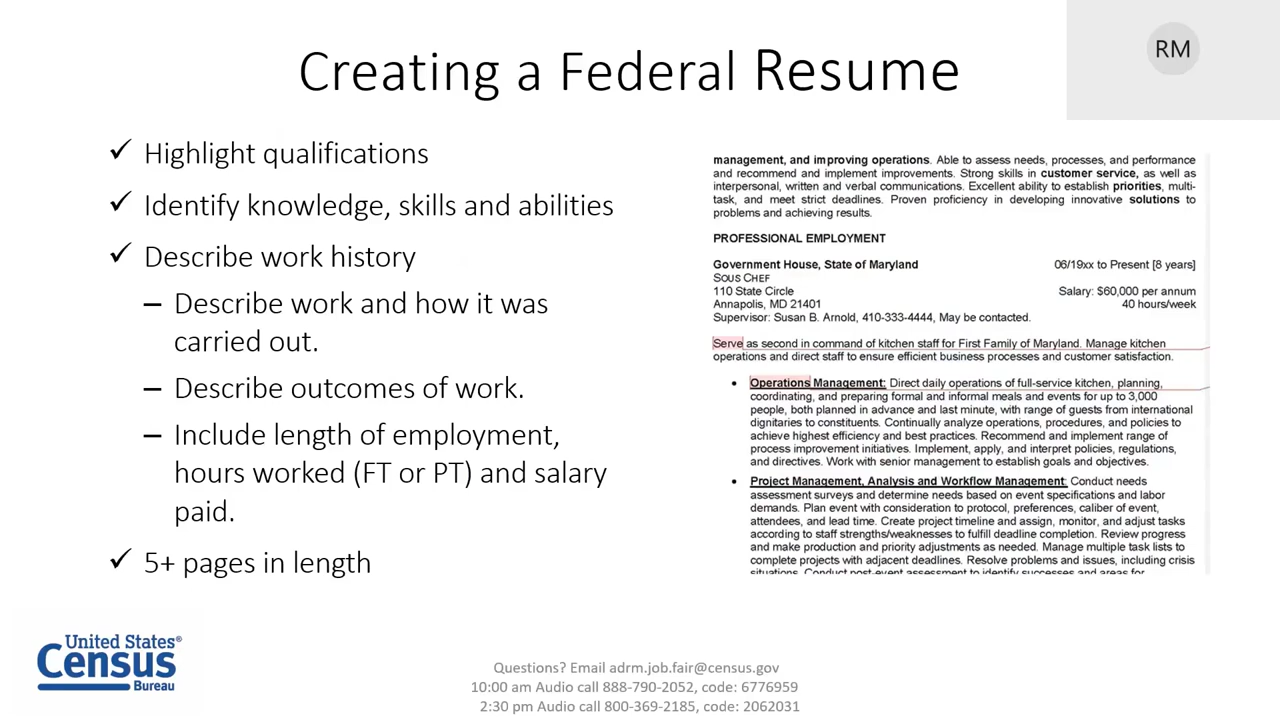 Creating a Federal Resume
RM
✓ Highlight qualifications
✓ Identify knowledge, skills and abilities
✓ Describe work history
– Describe work and how it was
carried out.
– Describe outcomes of work.
– Include length of employment,
hours worked (FT or PT) and salary
paid.
✓ 5+ pages in length
management, and improving operations. Able to assess needs, processes, and performance
and recommend and implement improvements. Strong skills in customer service, as well as
interpersonal, written and verbal communications. Excellent ability to establish priorities, multi-
task, and meet strict deadlines. Proven proficiency in developing innovative solutions to
problems and achieving results.
PROFESSIONAL EMPLOYMENT
Government House, State of Maryland 06/19xx to Present [8 years]
SOUS CHEF
110 State Circle Salary: $60,000 per annum
Annapolis, MD 21401 40 hours/week
Supervisor: Susan B. Arnold, 410-333-4444, May be contacted.
Serve as second in command of kitchen staff for First Family of Maryland. Manage kitchen
operations and direct staff to ensure efficient business processes and customer satisfaction.
• Operations Management: Direct daily operations of full-service kitchen, planning,
coordinating, and preparing formal and informal meals and events for up to 3,000
people, both planned in advance and last minute, with range of guests from international
dignitaries to constituents. Continually analyze operations, procedures, and policies to
achieve highest efficiency and best practices. Recommend and implement range of
process improvement initiatives. Implement, apply, and interpret policies, regulations,
and directives. Work with senior management to establish goals and objectives.
• Project Management, Analysis and Workflow Management: Conduct needs
assessment surveys and determine needs based on event specifications and labor
demands. Plan event with consideration to protocol, preferences, caliber of event,
attendees, and lead time. Create project timeline and assign, monitor, and adjust tasks
according to staff strengths/weaknesses to fulfill deadline completion. Review progress
and make production and priority adjustments as needed. Manage multiple task lists to
complete projects with adjacent deadlines. Resolve problems and issues, including crisis
situations. Conduct post-event assessment to identify successes and areas for
United States®
Census
Bureau
Questions? Email adrm.job.fair@census.gov
10:00 am Audio call 888-790-2052, code: 6776959
2:30 pm Audio call 800-369-2185, code: 2062031